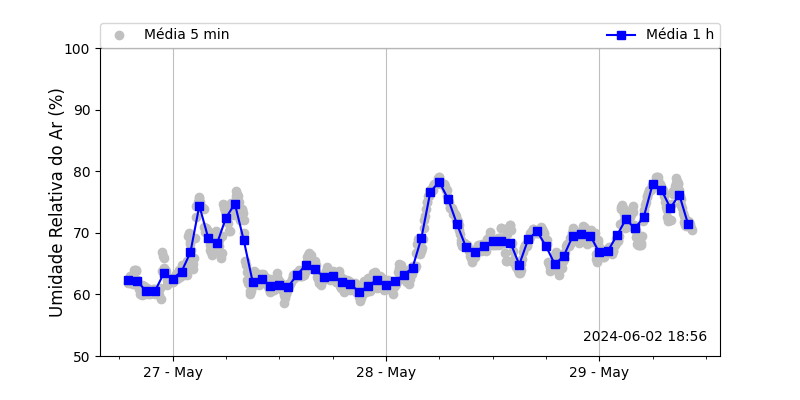 Média 5 min
Média 1 h
Umidade Relativa do Ar (%)
100
90
80
70
60
50
2024-06-02 18:56
27 - May
28 - May
29 - May